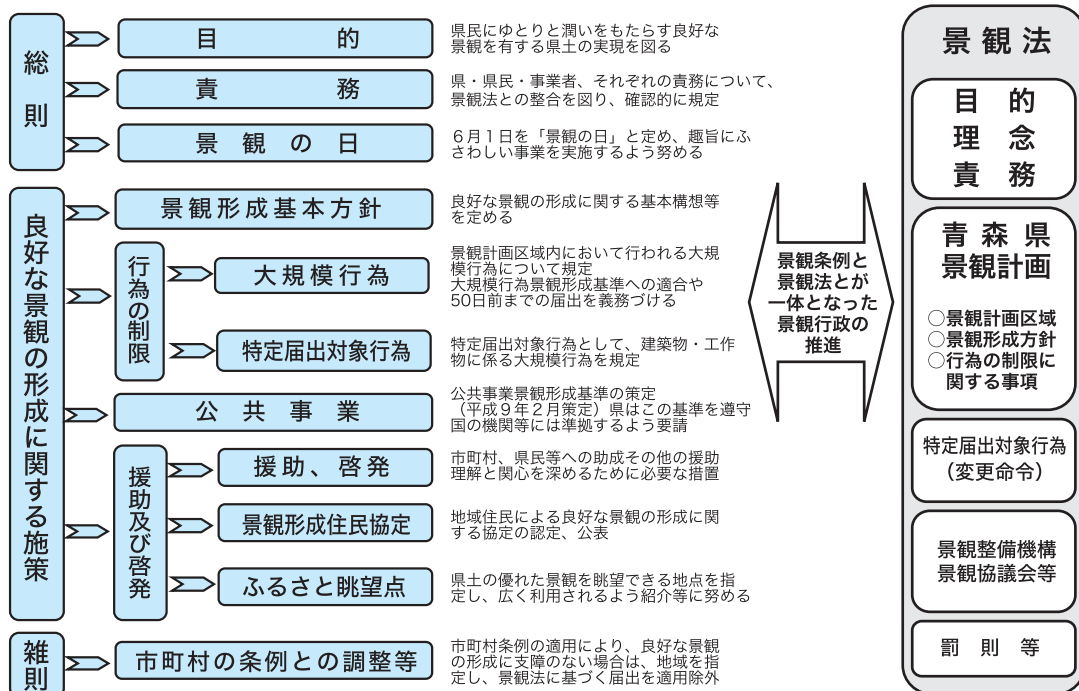 総則
目的
県民にゆとりと潤いをもたらす良好な
景観を有する県土の実現を図る
責務
県・県民・事業者、それぞれの責務について、
景観法との整合を図り、確認的に規定
景観の日
６月１日を「景観の日」と定め、趣旨にふ
さわしい事業を実施するよう努める
良好な景観の形成に関する施策
景観形成基本方針
良好な景観の形成に関する基本構想等
を定める
行為の制限
大規模行為
景観計画区域内において行われる大規
模行為について規定
大規模行為景観形成基準への適合や
50日前までの届出を義務づける
特定届出対象行為
特定届出対象行為として、建築物・工作
物に係る大規模行為を規定
公共事業
公共事業景観形成基準の策定
（平成９年２月策定）県はこの基準を遵守
国の機関等には準拠するよう要請
援助及び啓発
援助、啓発
市町村、県民等への助成その他の援助
理解と関心を深めるために必要な措置
景観形成住民協定
地域住民による良好な景観の形成に関
する協定の認定、公表
ふるさと眺望点
県土の優れた景観を眺望できる地点を指
定し、広く利用されるよう紹介等に努める
雑則
市町村の条例との調整等
市町村条例の適用により、良好な景観
の形成に支障のない場合は、地域を指
定し、景観法に基づく届出を適用除外
景観条例と
景観法とが
一体となった
景観行政の
推進
景観法
目的
理念
責務
青森県
景観計画
○景観計画区域
○景観形成方針
○行為の制限に
関する事項
特定届出対象行為
（変更命令）
景観整備機構
景観協議会等
罰則等